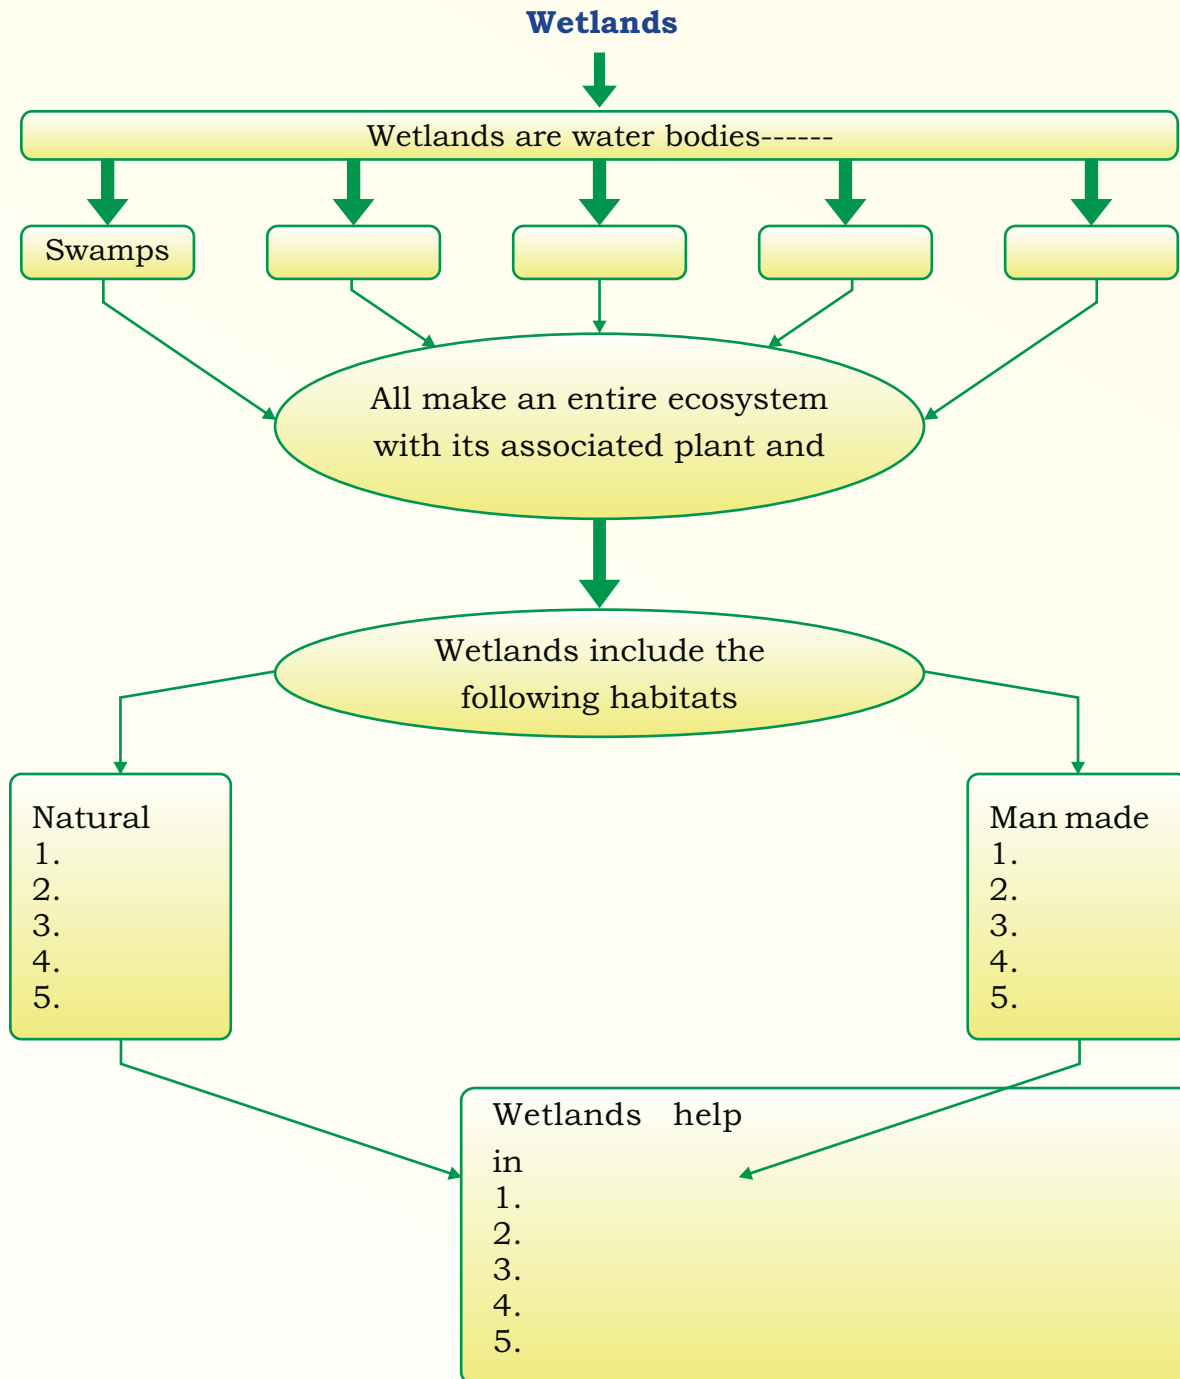 Wetlands
Wetlands are water bodies------
Swamps
All make an entire ecosystem
with its associated plant and
Wetlands include the
following habitats
Natural
1.
2.
3.
4.
5.
Man made
1.
2.
3.
4.
5.
Wetlands help
in
1.
2.
3.
4.
5.